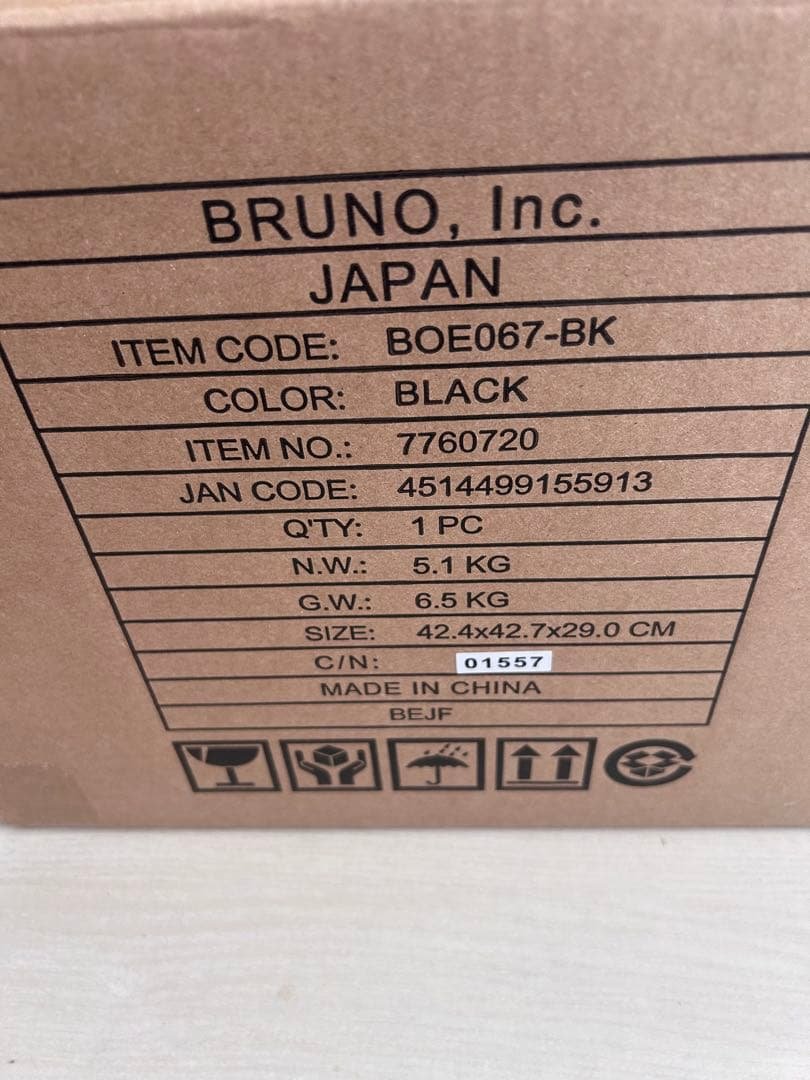 BRUNO, Inc.
JAPAN
ITEM CODE: BOE067-BK
COLOR: BLACK
ITEM NO.: 7760720
JAN CODE: 4514499155913
Q'TY: 1 PC
N.W.: 5.1 KG
G.W.: 6.5 KG
SIZE: 42.4x42.7x29.0 CM
C/N: 01557
MADE IN CHINA
BEJF